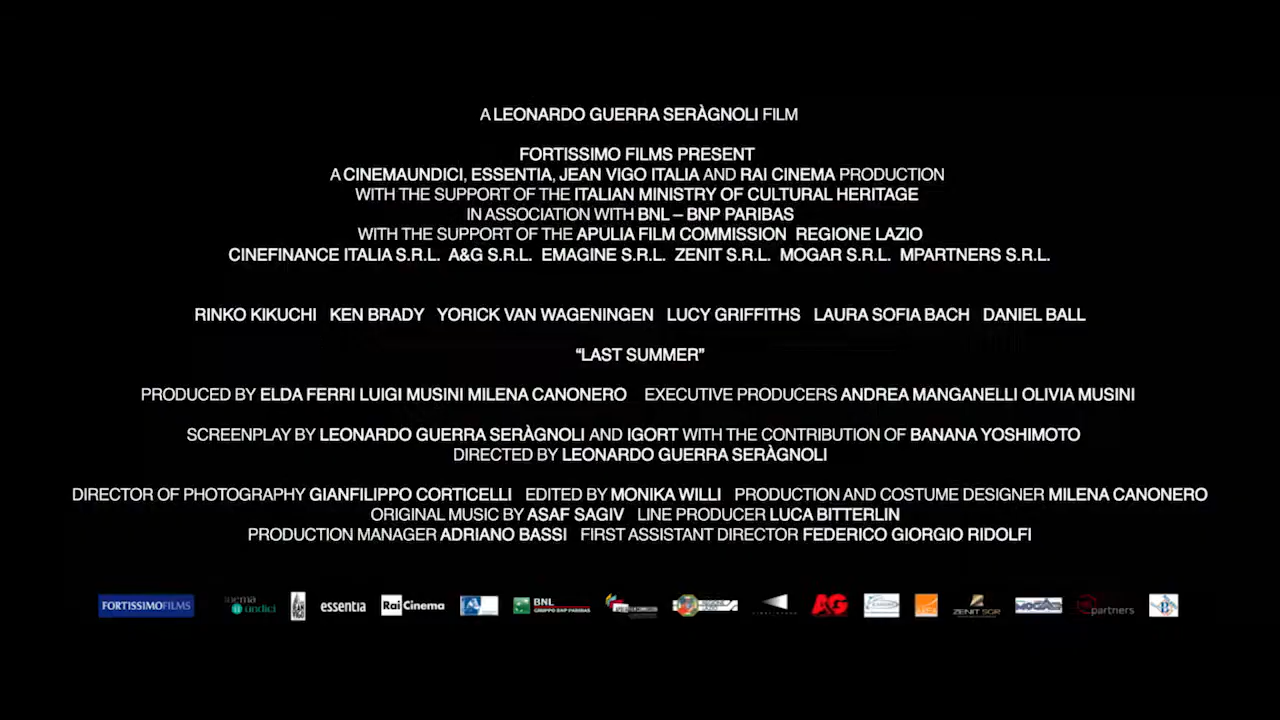 A LEONARDO GUERRA SERÀGNOLI FILM
FORTISSIMO FILMS PRESENT
A CINEMAUNDICI, ESSENTIA, JEAN VIGO ITALIA AND RAI CINEMA PRODUCTION
WITH THE SUPPORT OF THE ITALIAN MINISTRY OF CULTURAL HERITAGE
IN ASSOCIATION WITH BNL – BNP PARIBAS
WITH THE SUPPORT OF THE APULIA FILM COMMISSION REGIONE LAZIO
CINEFINANCE ITALIA S.R.L. A&G S.R.L. EMAGINE S.R.L. ZENIT S.R.L. MOGAR S.R.L. MPARTNERS S.R.L.
RINKO KIKUCHI KEN BRADY YORICK VAN WAGENINGEN LUCY GRIFFITHS LAURA SOFIA BACH DANIEL BALL
“LAST SUMMER”
PRODUCED BY ELDA FERRI LUIGI MUSINI MILENA CANONERO EXECUTIVE PRODUCERS ANDREA MANGANELLI OLIVIA MUSINI
SCREENPLAY BY LEONARDO GUERRA SERÀGNOLI AND IGORT WITH THE CONTRIBUTION OF BANANA YOSHIMOTO
DIRECTED BY LEONARDO GUERRA SERÀGNOLI
DIRECTOR OF PHOTOGRAPHY GIANFILIPPO CORTICELLI EDITED BY MONIKA WILLI PRODUCTION AND COSTUME DESIGNER MILENA CANONERO
ORIGINAL MUSIC BY ASAF SAGIV LINE PRODUCER LUCA BITTERLIN
PRODUCTION MANAGER ADRIANO BASSI FIRST ASSISTANT DIRECTOR FEDERICO GIORGIO RIDOLFI
FORTISSIMOFILMS essentia Rai Cinema BNL GRUPPO BNP PARIBAS AG ZENIT SGR MOGAR partners